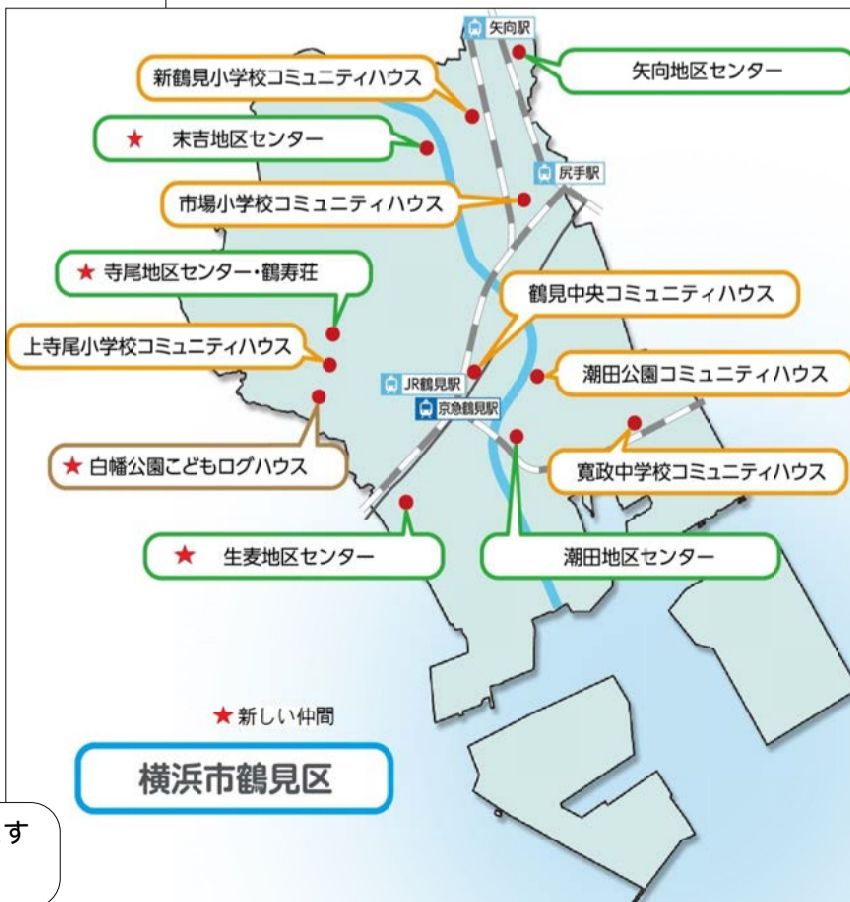 矢向駅
矢向地区センター
新鶴見小学校コミュニティハウス
★ 末吉地区センター
尻手駅
市場小学校コミュニティハウス
★ 寺尾地区センター・鶴寿荘
鶴見中央コミュニティハウス
上寺尾小学校コミュニティハウス
JR鶴見駅
潮田公園コミュニティハウス
京急鶴見駅
★ 白幡公園こどもログハウス
寛政中学校コミュニティハウス
★ 生麦地区センター
潮田地区センター
★ 新しい仲間
横浜市鶴見区
す